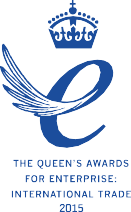 THE QUEEN'S AWARDS
FOR ENTERPRISE:
INTERNATIONAL TRADE
2015